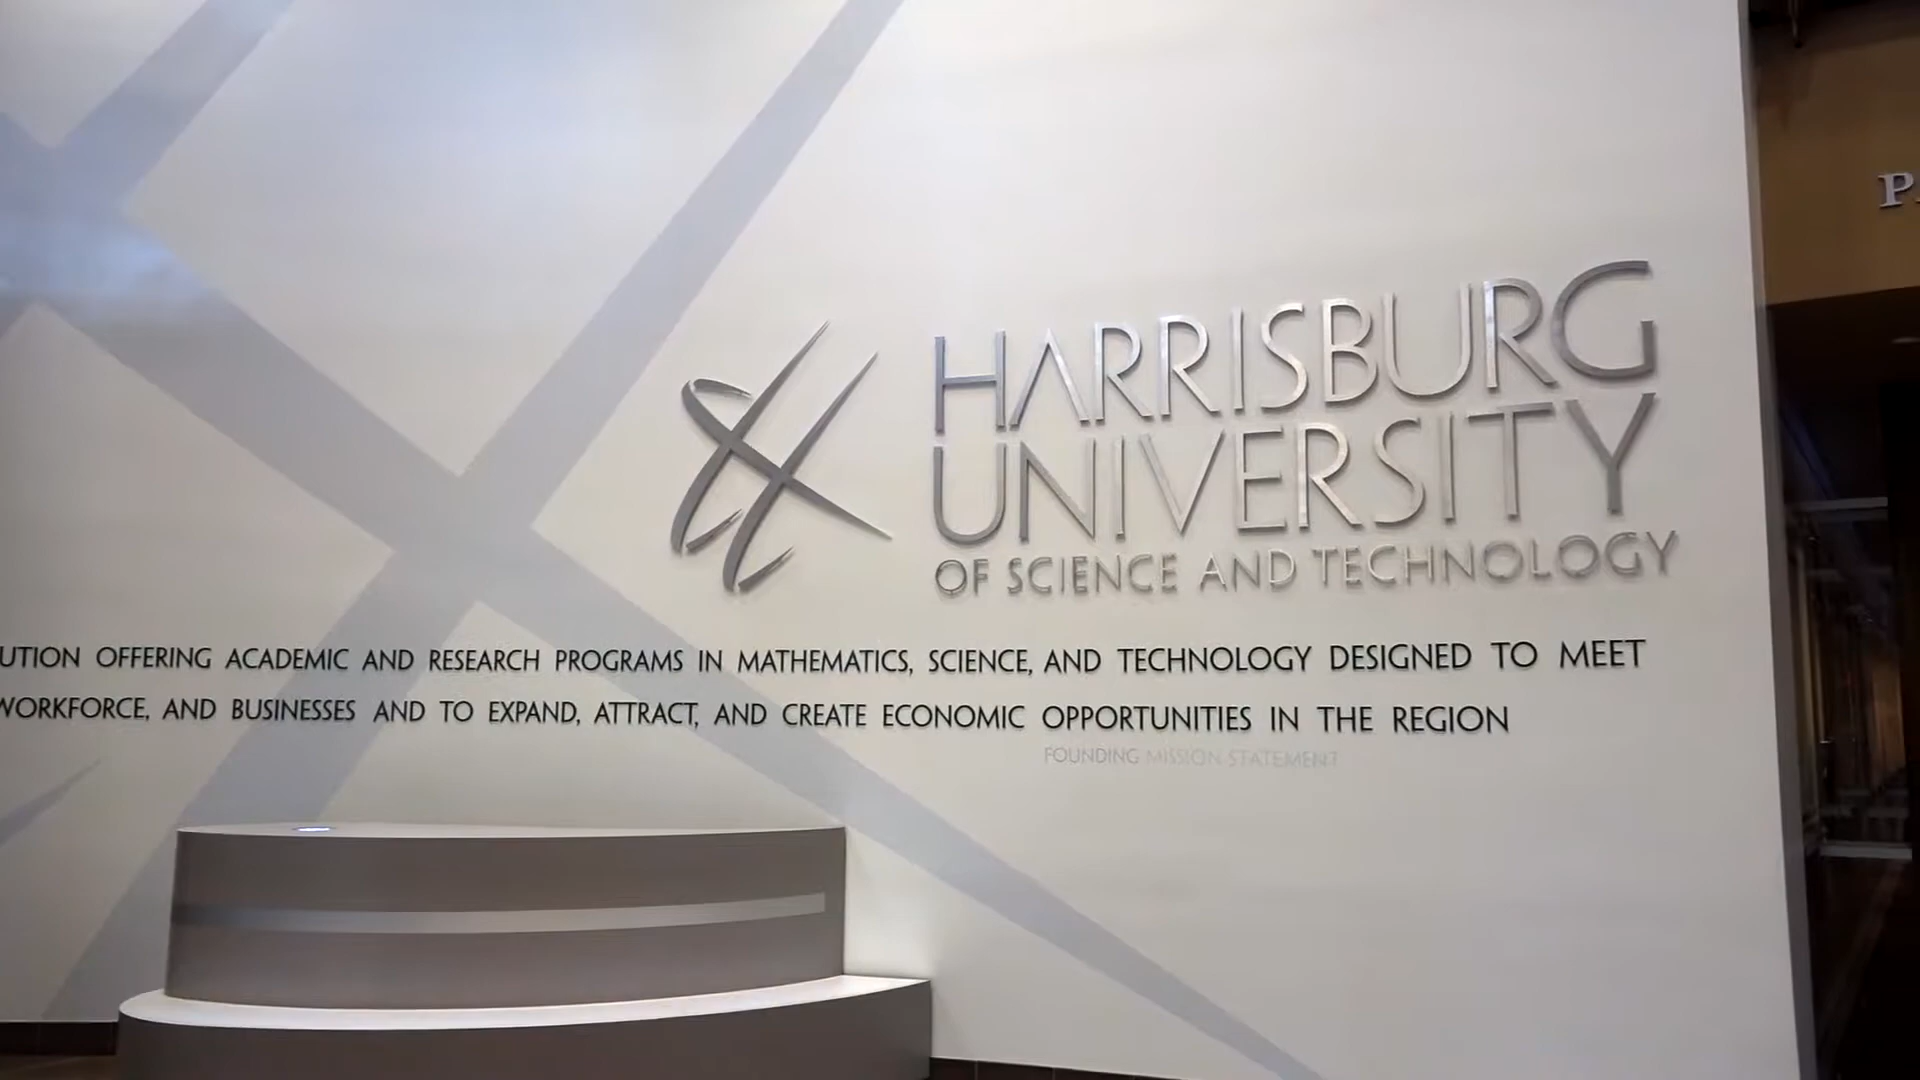 HARRISBURG
UNIVERSITY
OF SCIENCE AND TECHNOLOGY
OFFERING ACADEMIC AND RESEARCH PROGRAMS IN MATHEMATICS, SCIENCE, AND TECHNOLOGY DESIGNED TO MEET
WORKFORCE, AND BUSINESSES AND TO EXPAND, ATTRACT, AND CREATE ECONOMIC OPPORTUNITIES IN THE REGION
FOUNDING MISSION STATEMENT